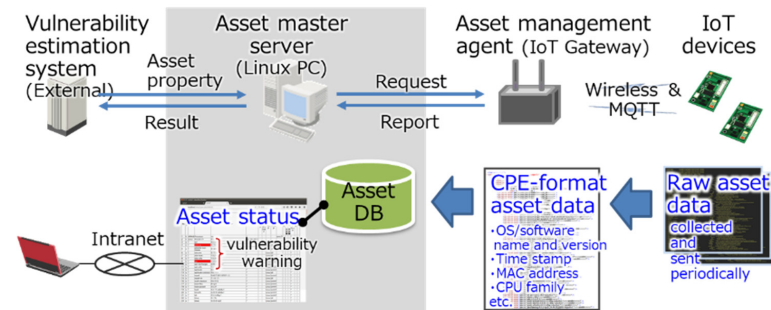 Vulnerability
estimation
system
(External)
Asset
property
Result
Asset master
server
(Linux PC)
Request
Report
Asset management
agent (IoT Gateway)
Wireless &
MQTT
IoT
devices
Asset status
vulnerability
warning
Intranet
Asset
DB
CPE-format
asset data
・OS/software
name and version
・Time stamp
・MAC address
・CPU family
etc.
Raw asset
data
collected
and
sent
periodically